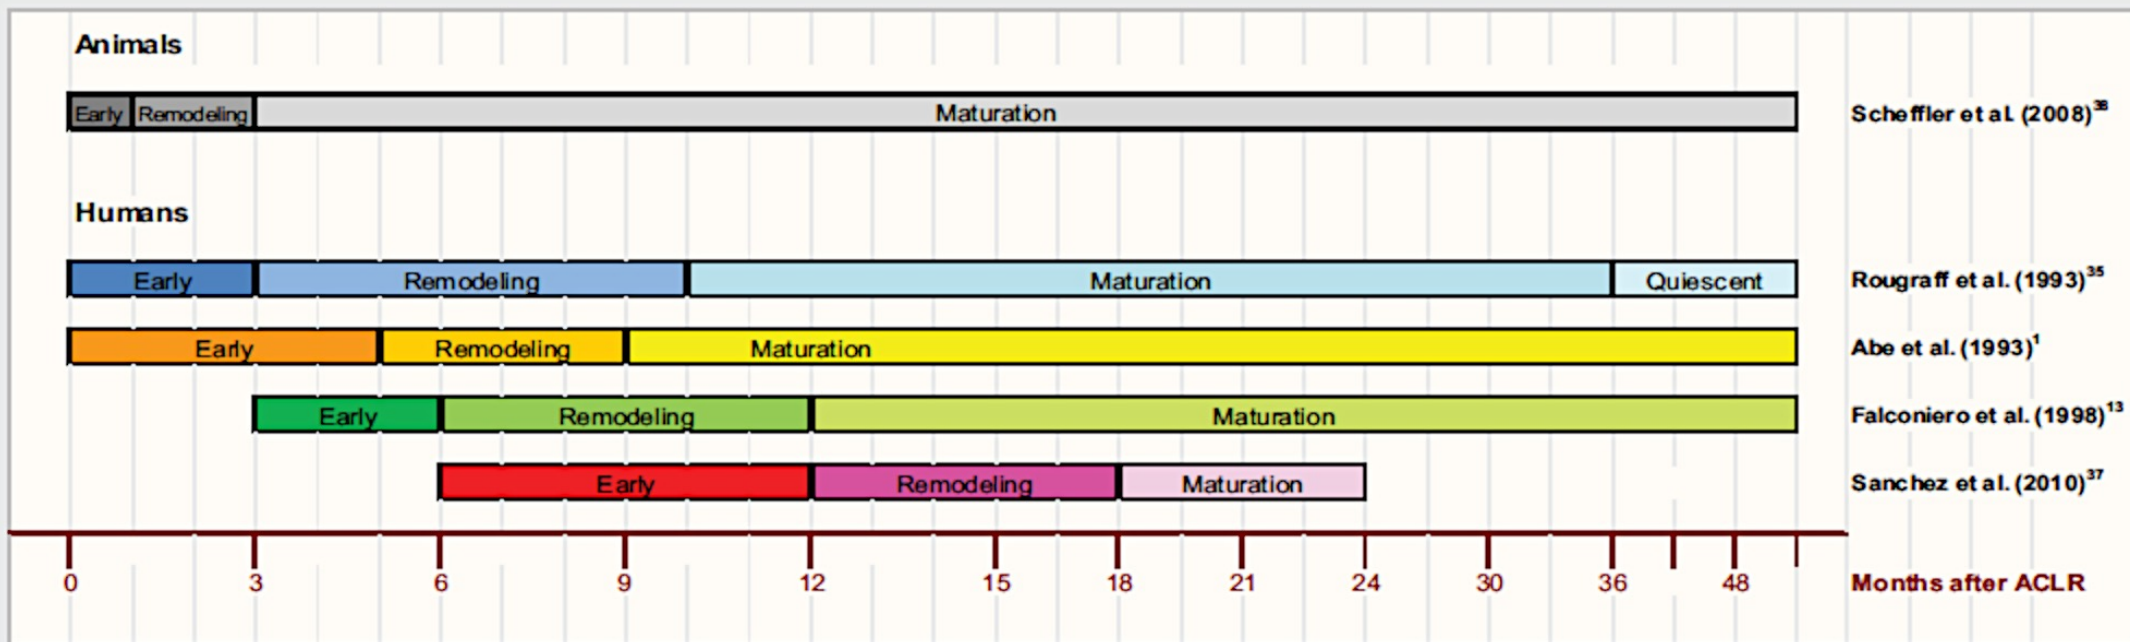 Animals
Early Remodeling Maturation Scheffler et al. (2008)38
Humans
Early Remodeling Maturation Quiescent Rougraff et al. (1993)35
Early Remodeling Maturation Abe et al. (1993)1
Early Remodeling Maturation Falconiero et al. (1998)13
Early Remodeling Maturation Sanchez et al. (2010)37
0 3 6 9 12 15 18 21 24 30 36 48 Months after ACLR